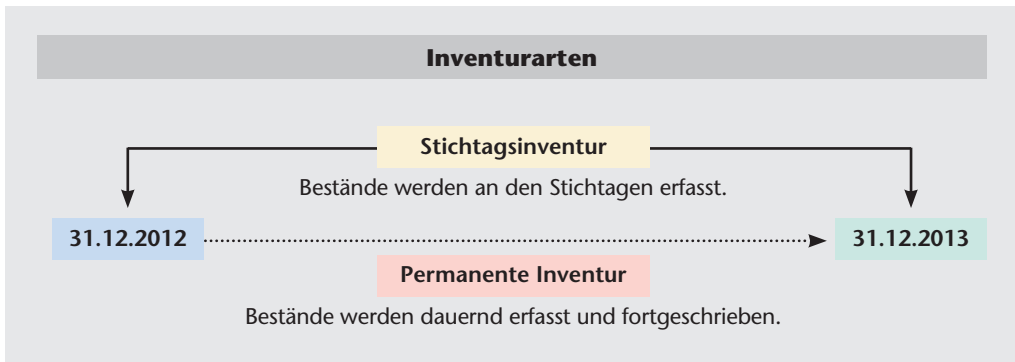 Inventurarten
Stichtagsinventur
Bestände werden an den Stichtagen erfasst.
31.12.2012
31.12.2013
Permanente Inventur
Bestände werden dauernd erfasst und fortgeschrieben.